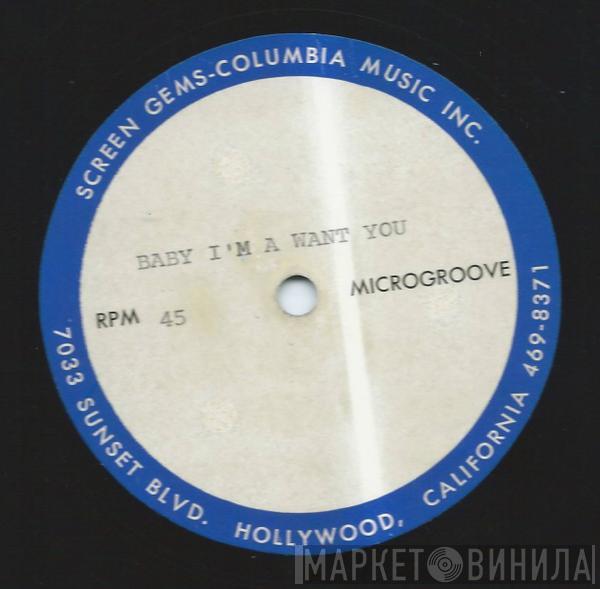 SCREEN GEMS-COLUMBIA MUSIC INC.
BABY I'M A WANT YOU
RPM 45
MICROGROOVE
7033 SUNSET BLVD. HOLLYWOOD, CALIFORNIA 469-8371
МАРКЕТ ВИНИЛА